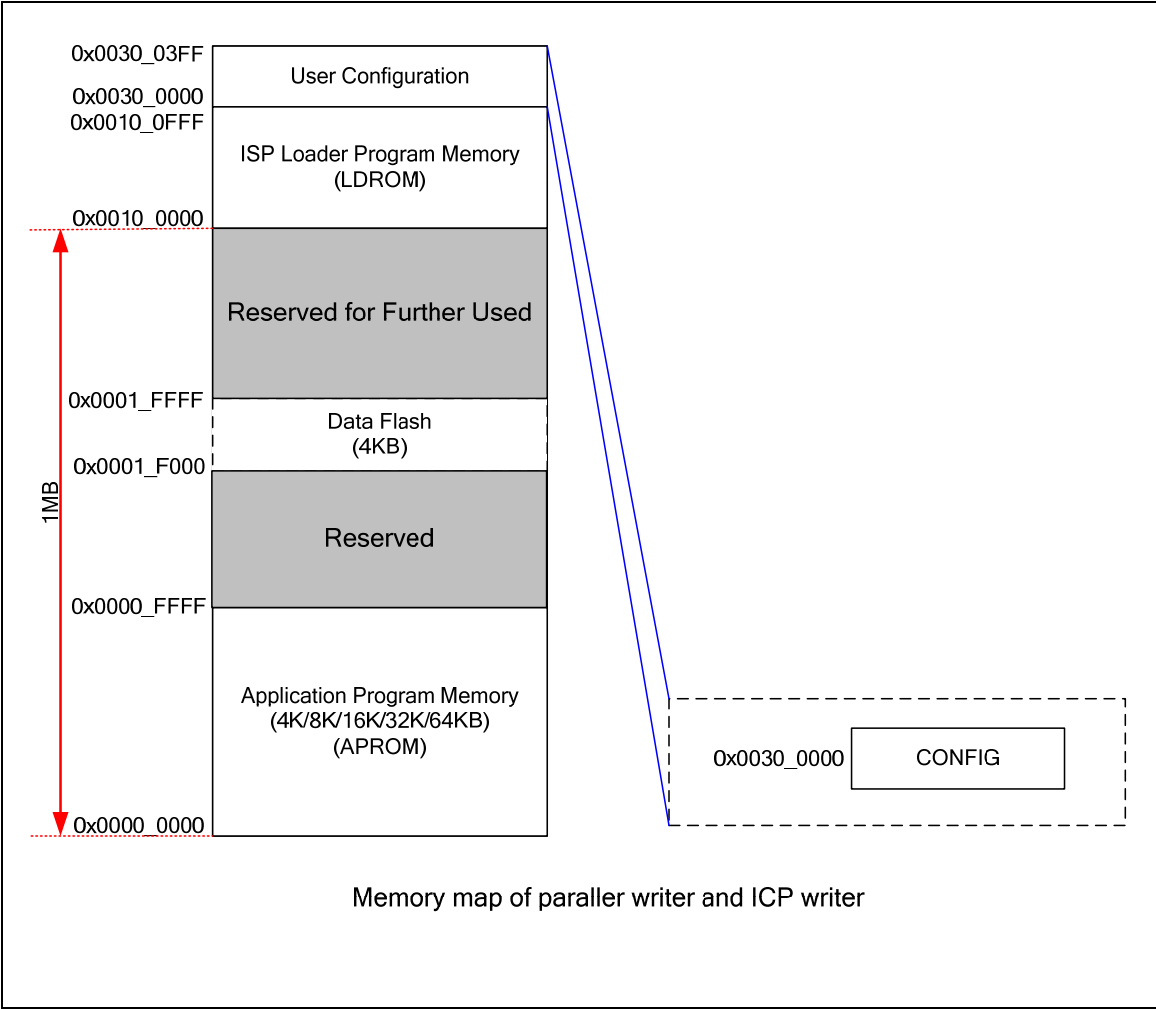 0x0030_03FF
User Configuration
0x0030_0000
0x0010_0FFF
ISP Loader Program Memory
(LDROM)
0x0010_0000
Reserved for Further Used
0x0001_FFFF
Data Flash
(4KB)
0x0001_F000
1MB
Reserved
0x0000_FFFF
Application Program Memory
(4K/8K/16K/32K/64KB)
(APROM)
0x0000_0000
0x0030_0000
CONFIG
Memory map of paraller writer and ICP writer